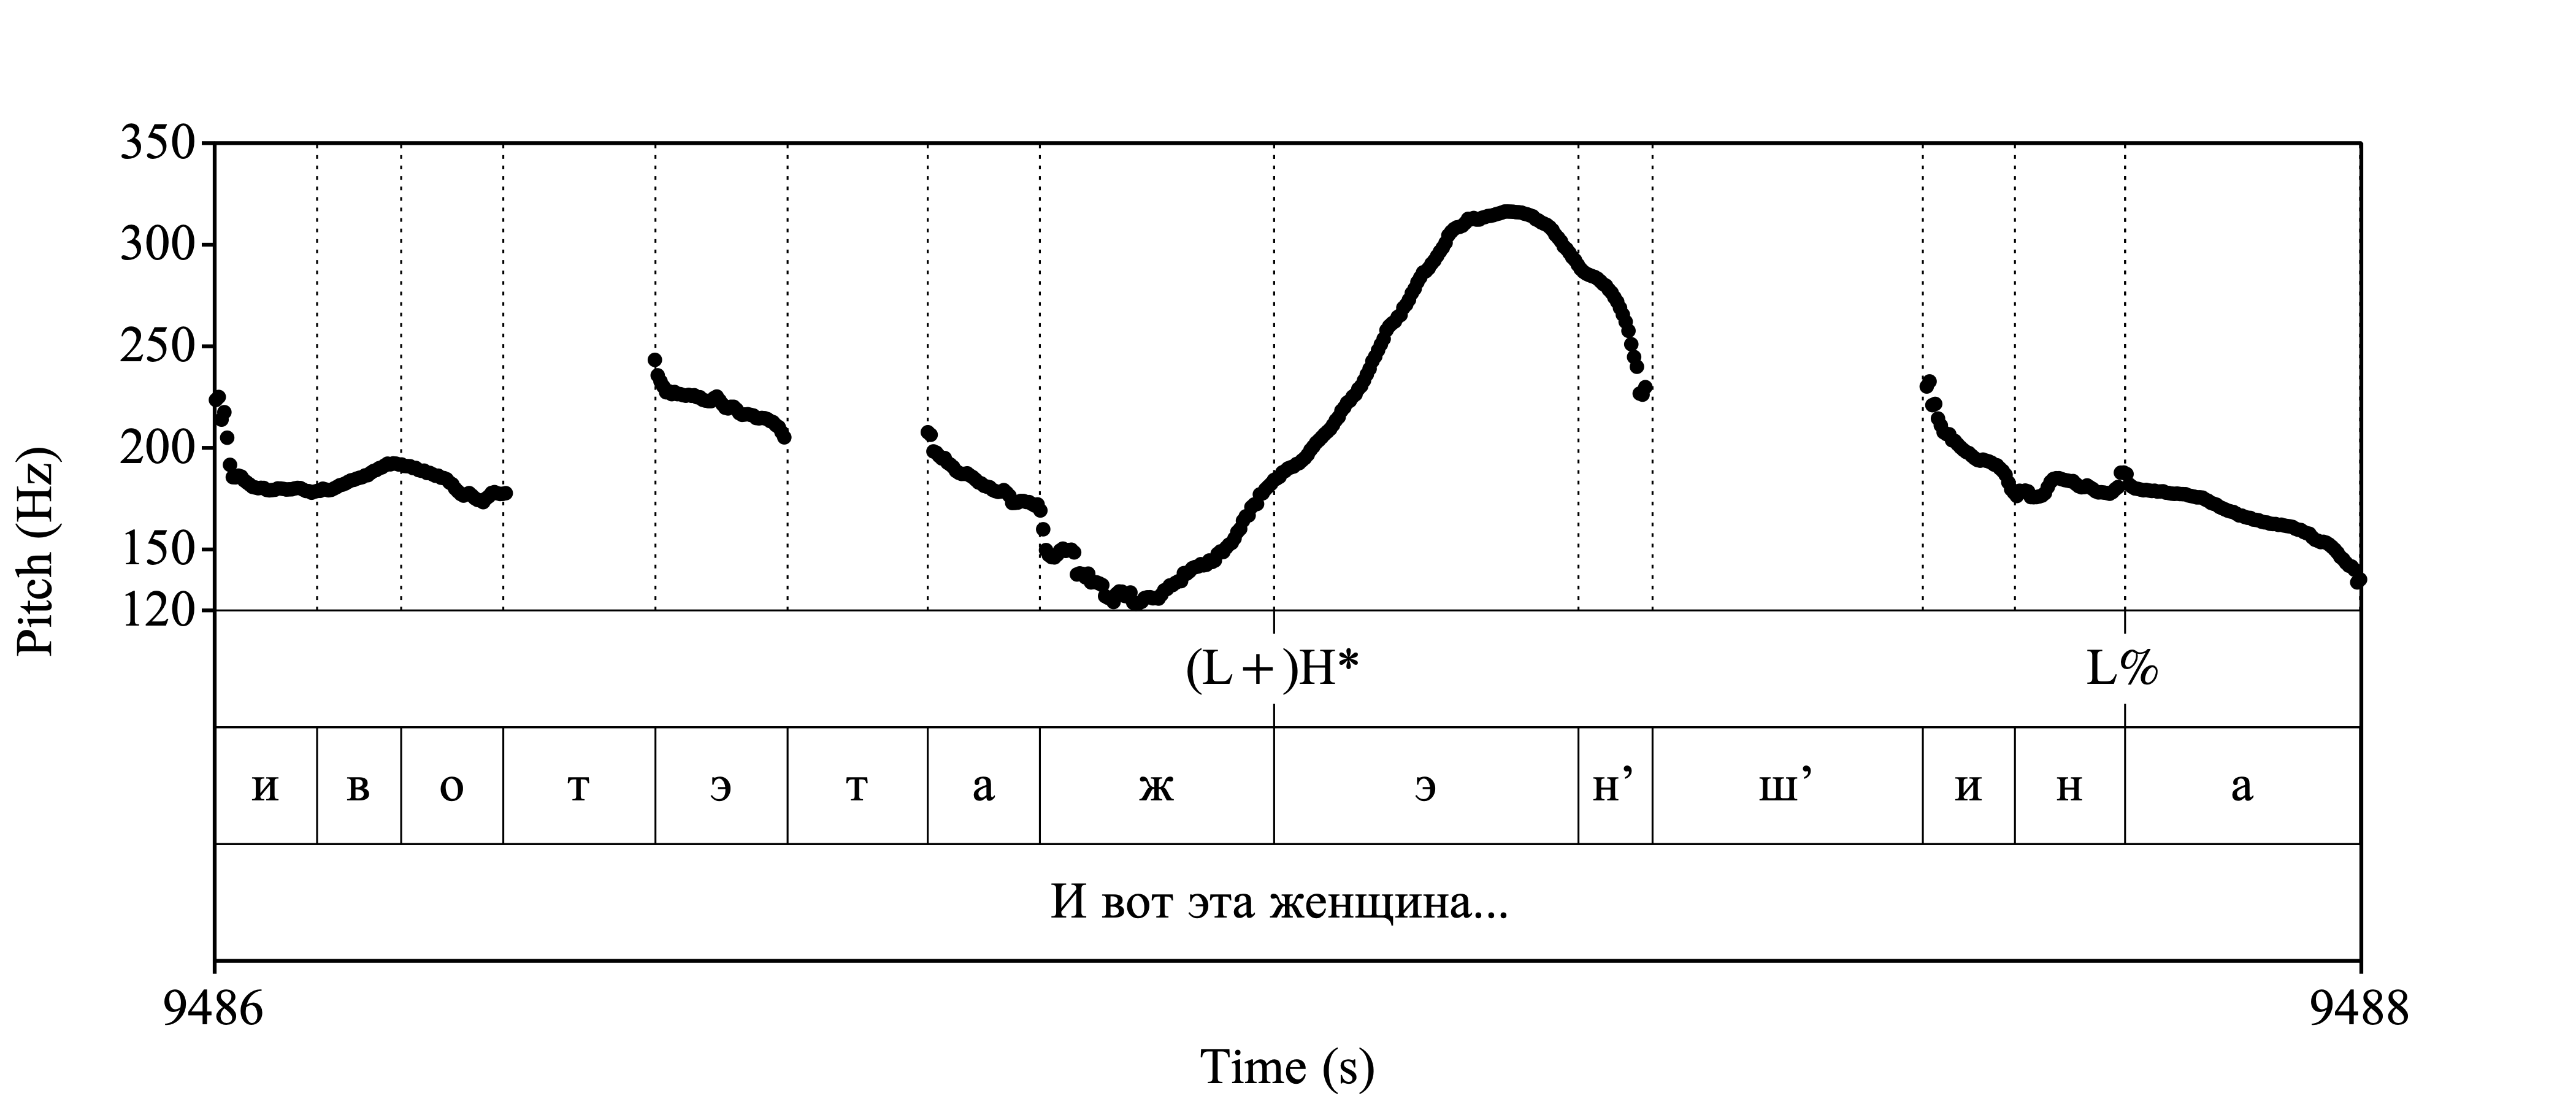 350
300
250
200
150
120
Pitch (Hz)
(L+)H* L%
и в о т э т а ж э н’ ш’ и н а
И вот эта женщина...
9486 9488
Time (s)